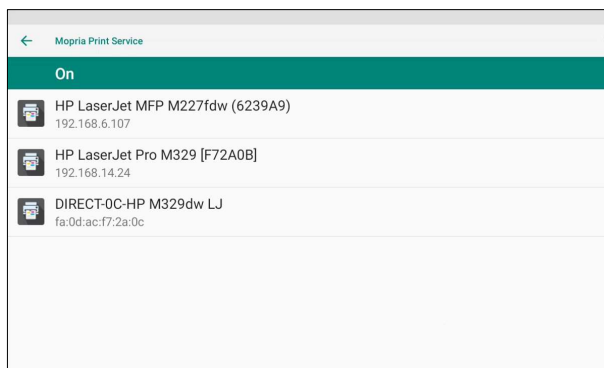 Mopria Print Service
On
HP LaserJet MFP M227fdw (6239A9)
192.168.6.107
HP LaserJet Pro M329 [F72A0B]
192.168.14.24
DIRECT-0C-HP M329dw LJ
fa:0d:ac:f7:2a:0c